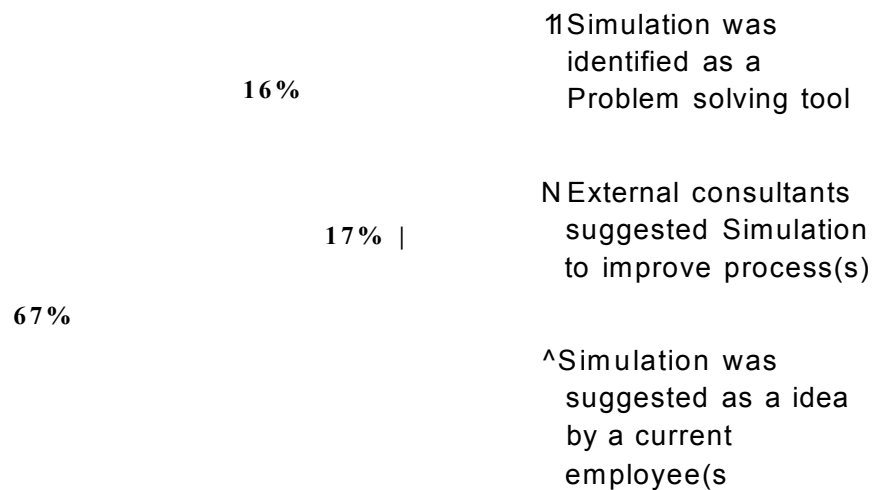 16%
17% |
67%
11Simulation was
identified as a
Problem solving tool
N External consultants
suggested Simulation
to improve process(s)
^Simulation was
suggested as a idea
by a current
employee(s